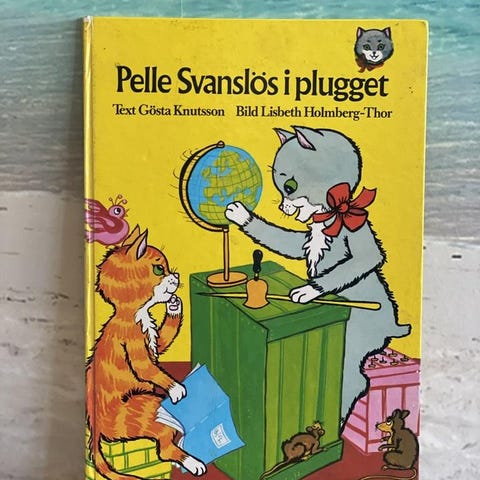 Pelle Svanslös i plugget
Text Gösta Knutsson Bild Lisbeth Holmberg-Thor